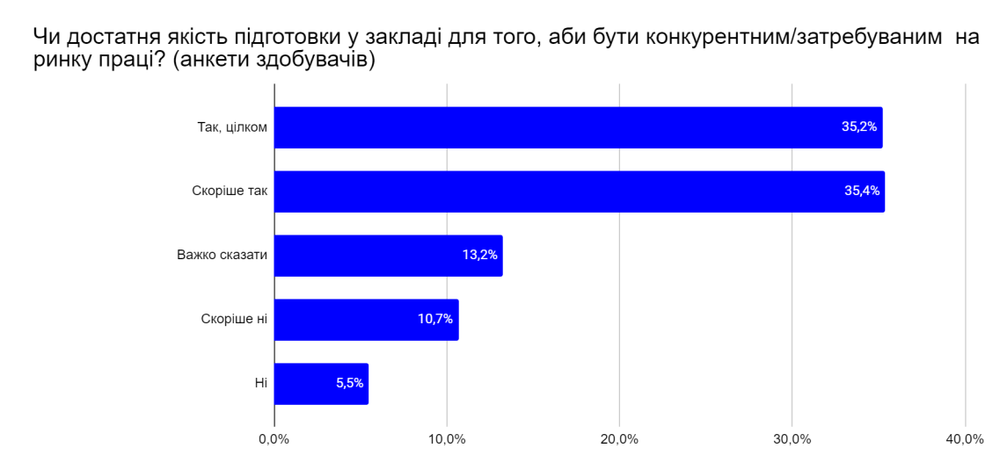 Чи достатня якість підготовки у закладі для того, аби бути конкурентним/затребуваним  на
ринку праці? (анкети здобувачів)
Так, цілком
35,2%
Скоріше так
35,4%
Важко сказати
13,2%
Скоріше ні
10,7%
Ні
5,5%
0,0%
10,0%
20,0%
30,0%
40,0%